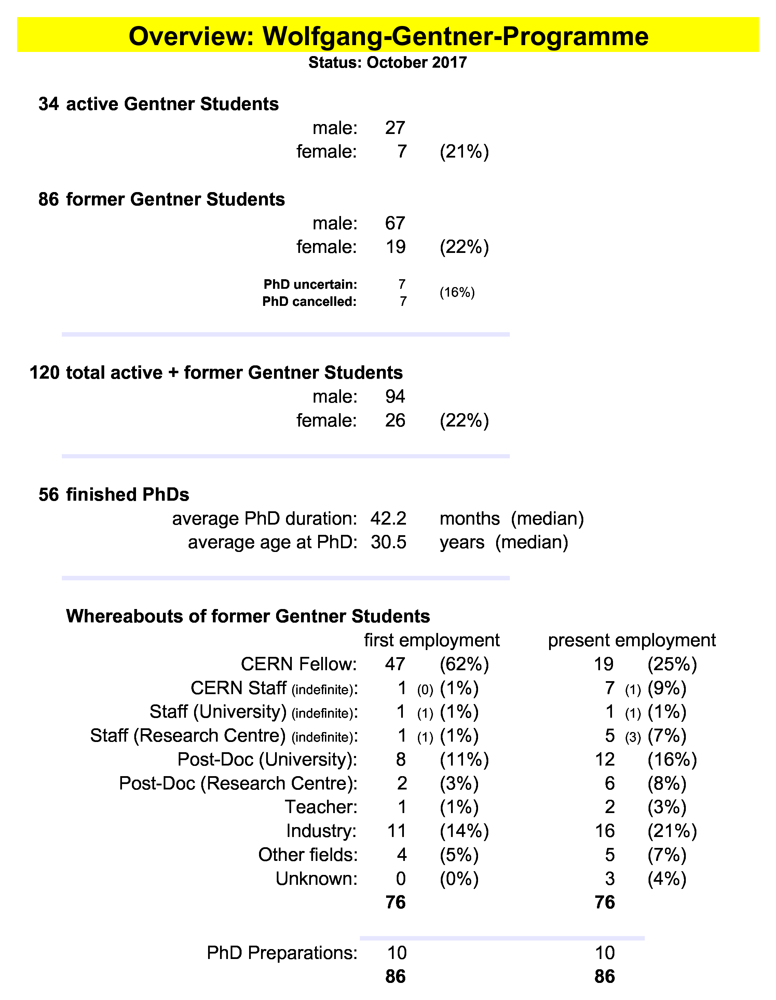 Overview: Wolfgang-Gentner-Programme
Status: October 2017
34 active Gentner Students
male: 27
female: 7 (21%)
86 former Gentner Students
male: 67
female: 19 (22%)
PhD uncertain: 7
(16%)
PhD cancelled: 7
120 total active + former Gentner Students
male: 94
female: 26 (22%)
56 finished PhDs
average PhD duration: 42.2 months (median)
average age at PhD: 30.5 years (median)
Whereabouts of former Gentner Students
first employment present employment
CERN Fellow: 47 (62%) 19 (25%)
CERN Staff (indefinite): 1 (0) (1%) 7 (1) (9%)
Staff (University) (indefinite): 1 (1) (1%) 1 (1) (1%)
Staff (Research Centre) (indefinite): 1 (1) (1%) 5 (3) (7%)
Post-Doc (University): 8 (11%) 12 (16%)
Post-Doc (Research Centre): 2 (3%) 6 (8%)
Teacher: 1 (1%) 2 (3%)
Industry: 11 (14%) 16 (21%)
Other fields: 4 (5%) 5 (7%)
Unknown: 0 (0%) 3 (4%)
76 76
PhD Preparations: 10 10
86 86